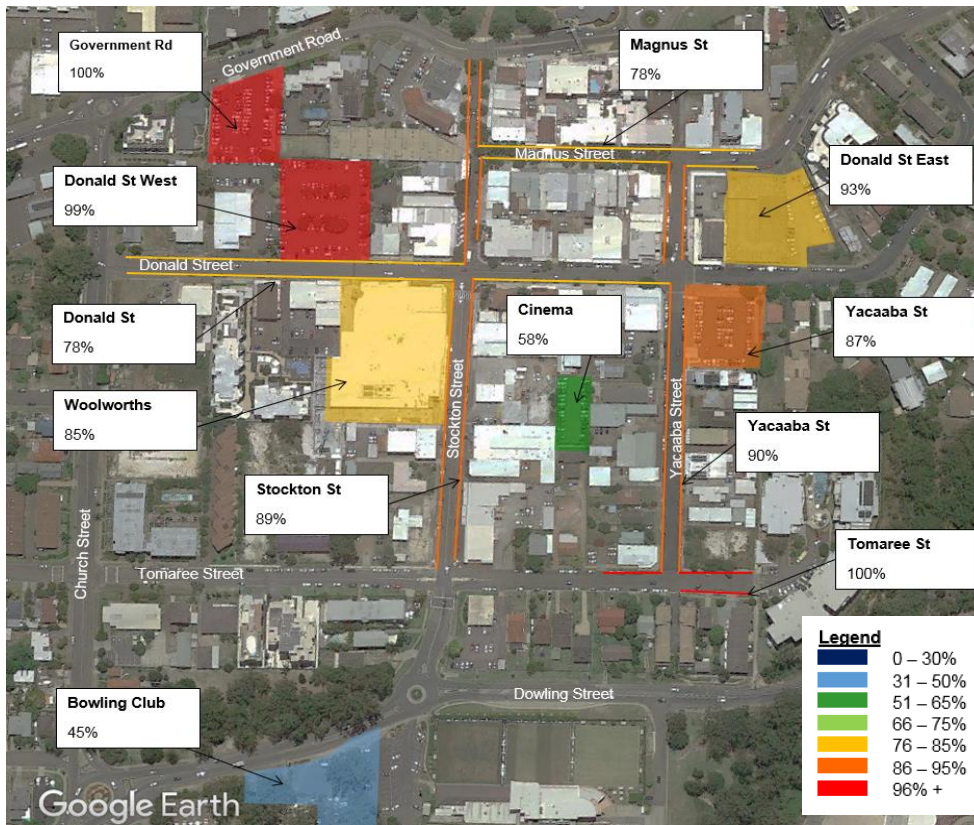 Government Rd
100%
Government Road
Magnus St
78%
Magnus Street
Donald St West
99%
Donald St East
93%
Donald Street
Donald St
78%
Cinema
58%
Yacaaba St
87%
Woolworths
85%
Stockton Street
Yacaaba Street
Yacaaba St
90%
Stockton St
89%
Church Street
Tomaree Street
Tomaree St
100%
Legend
0 – 30%
31 – 50%
51 – 65%
66 – 75%
76 – 85%
86 – 95%
96% +
Dowling Street
Bowling Club
45%
Google Earth